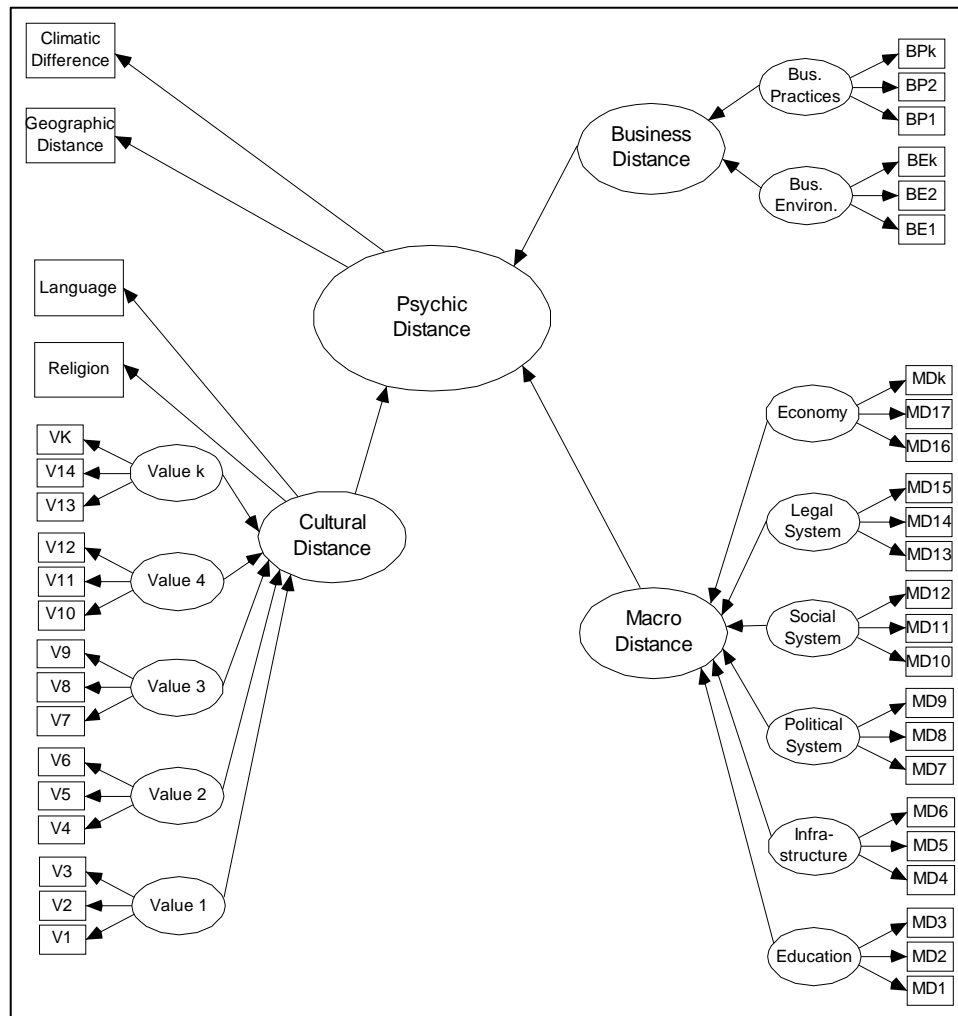 Climatic
Difference
Geographic
Distance
Language
Religion
VK
V14
V13
Value k
V12
V11
V10
Value 4
V9
V8
V7
Value 3
V6
V5
V4
Value 2
V3
V2
V1
Value 1
Cultural
Distance
Psychic
Distance
Business
Distance
Bus.
Practices
BPk
BP2
BP1
Bus.
Environ.
BEk
BE2
BE1
Macro
Distance
Economy
MDk
MD17
MD16
Legal
System
MD15
MD14
MD13
Social
System
MD12
MD11
MD10
Political
System
MD9
MD8
MD7
Infra-
structure
MD6
MD5
MD4
Education
MD3
MD2
MD1